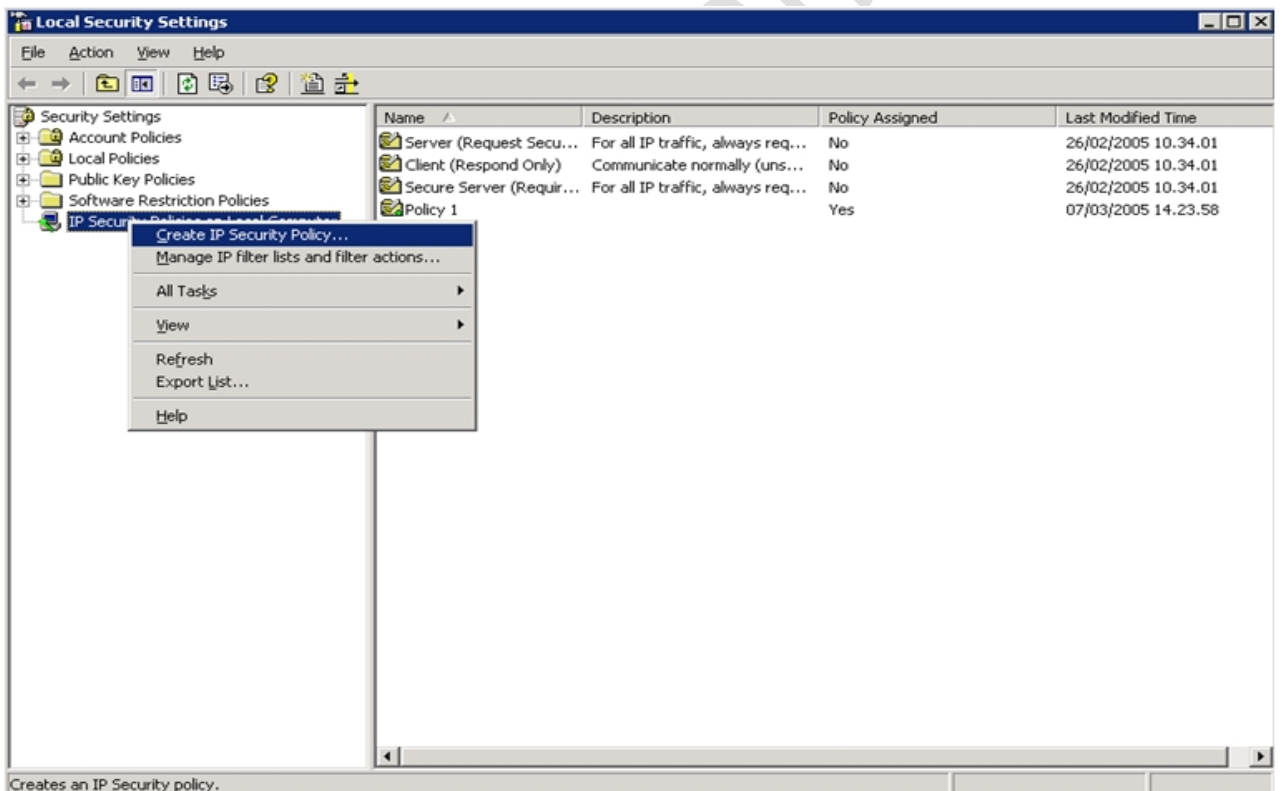 Local Security Settings
File Action View Help
Security Settings
Account Policies
Local Policies
Public Key Policies
Software Restriction Policies
IP Security Policies on Local Computer
Name Description Policy Assigned Last Modified Time
Server (Request Secu... For all IP traffic, always req... No 26/02/2005 10.34.01
Client (Respond Only) Communicate normally (uns... No 26/02/2005 10.34.01
Secure Server (Requir... For all IP traffic, always req... No 26/02/2005 10.34.01
Policy 1 Yes 07/03/2005 14.23.58
Create IP Security Policy...
Manage IP filter lists and filter actions...
All Tasks
View
Refresh
Export List...
Help
Creates an IP Security policy.